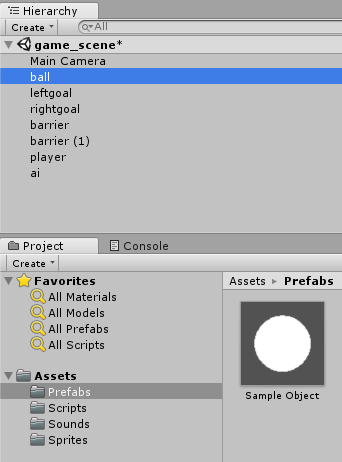 Hierarchy
Create All
game_scene*
Main Camera
ball
leftgoal
rightgoal
barrier
barrier (1)
player
ai
Project Console
Create
Favorites
All Materials
All Models
All Prefabs
All Scripts
Assets
Prefabs
Scripts
Sounds
Sprites
Assets Prefabs
Sample Object